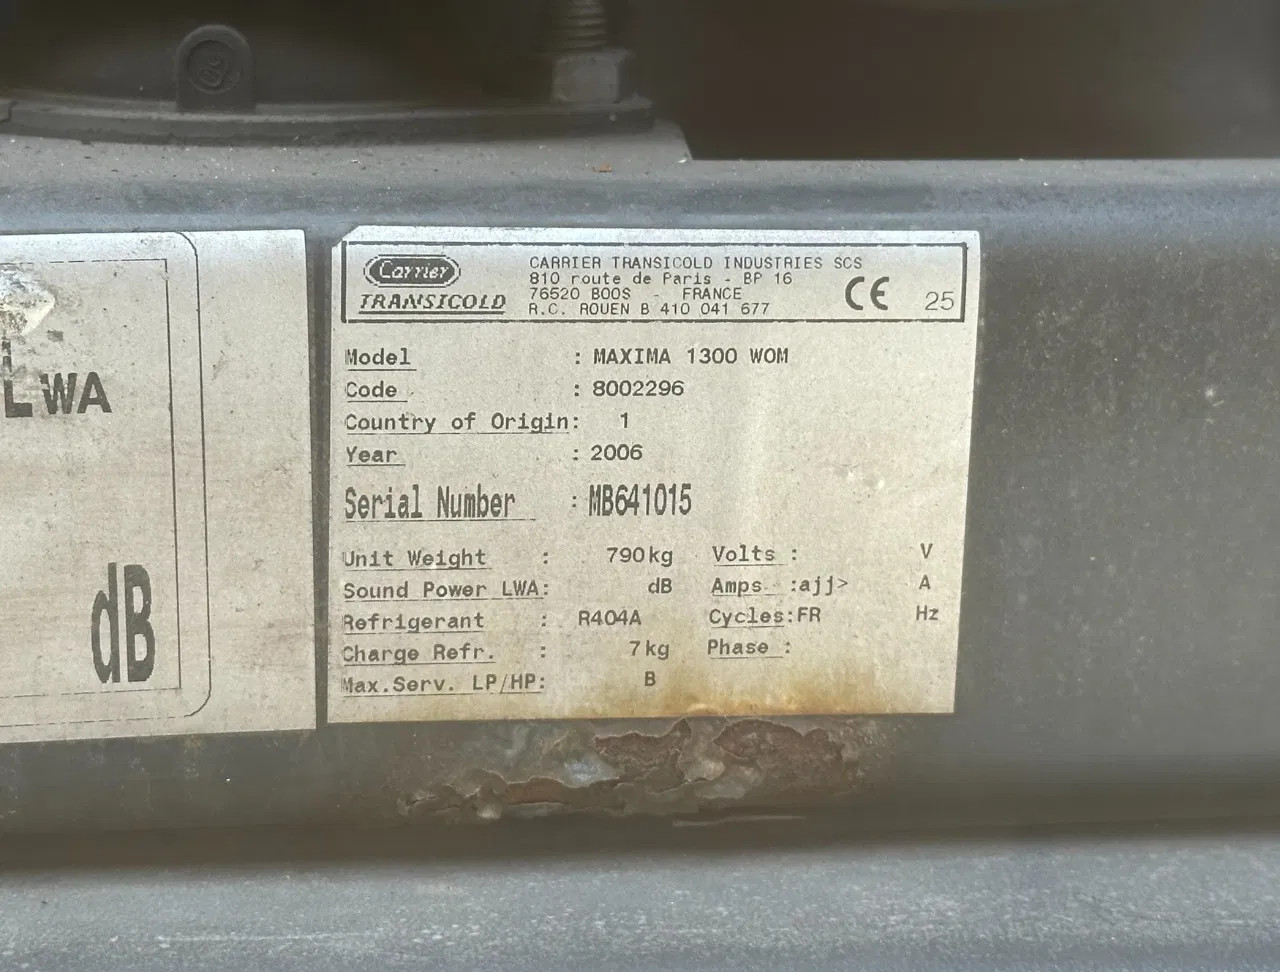 LWA
dB
Carrier
TRANSICOLD
CARRIER TRANSICOLD INDUSTRIES SCS
810 route de Paris - BP 16
76520 BOOS - FRANCE
R.C. ROUEN B 410 041 677
CE 25
Model : MAXIMA 1300 WOM
Code : 8002296
Country of Origin: 1
Year : 2006
Serial Number : MB641015
Unit Weight : 790kg Volts : V
Sound Power LWA: dB Amps :ajj> A
Refrigerant : R404A Cycles:FR Hz
Charge Refr. : 7kg Phase :
Max.Serv. LP/HP: B